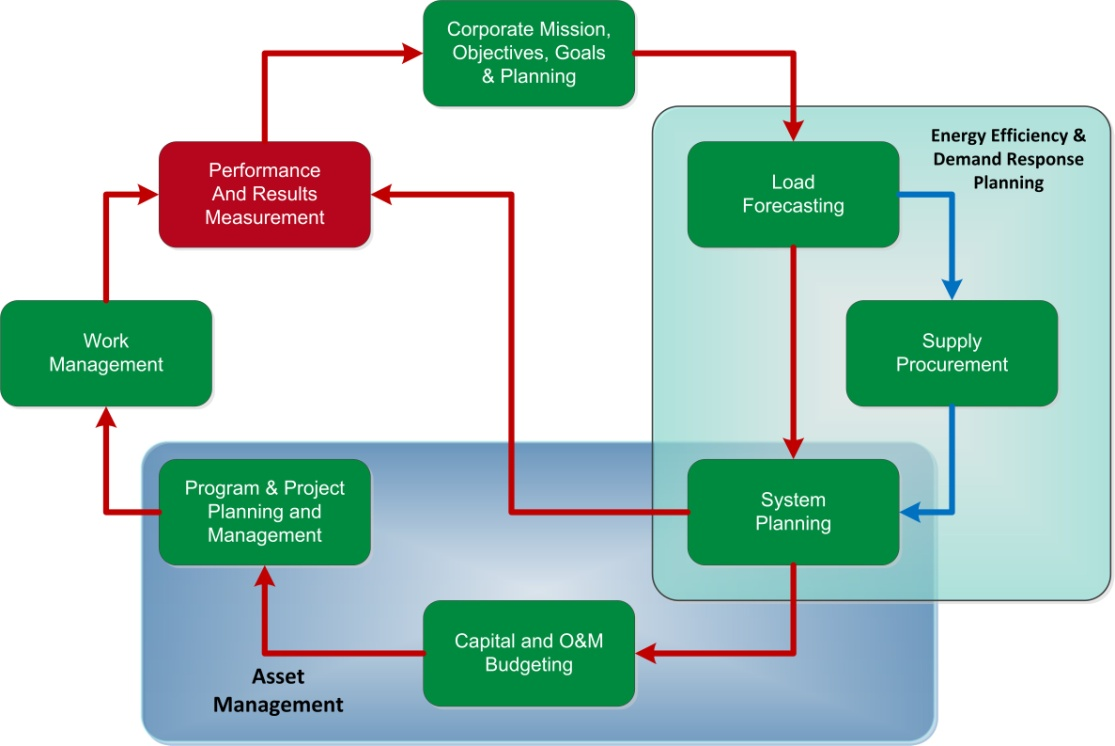 Corporate Mission,
Objectives, Goals
& Planning
Energy Efficiency &
Demand Response
Planning
Performance
And Results
Measurement
Load
Forecasting
Work
Management
Supply
Procurement
Program & Project
Planning and
Management
System
Planning
Capital and O&M
Budgeting
Asset
Management